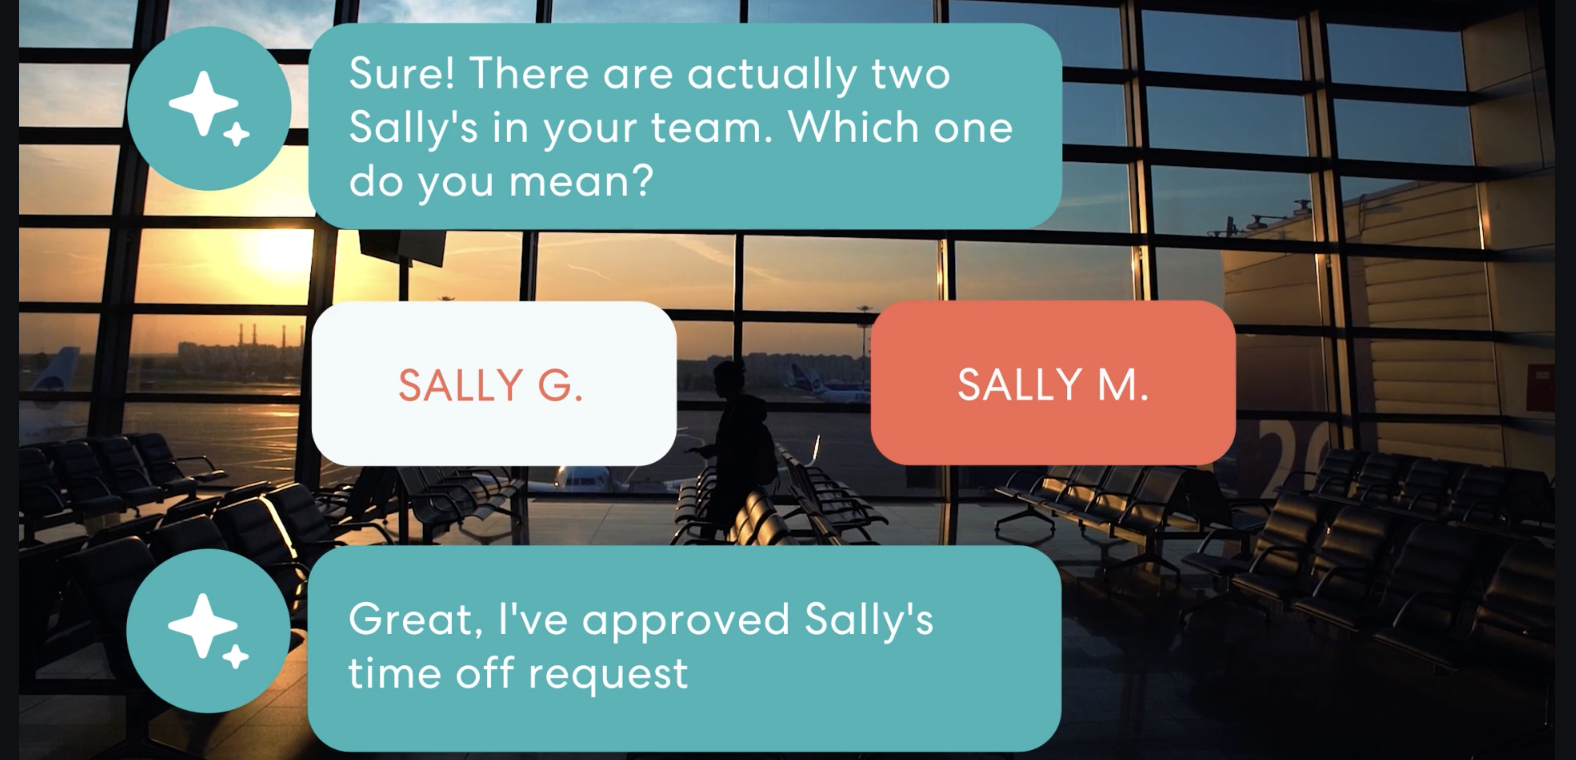 Sure! There are actually two
Sally's in your team. Which one
do you mean?
SALLY G.
SALLY M.
20
Great, I've approved Sally's
time off request